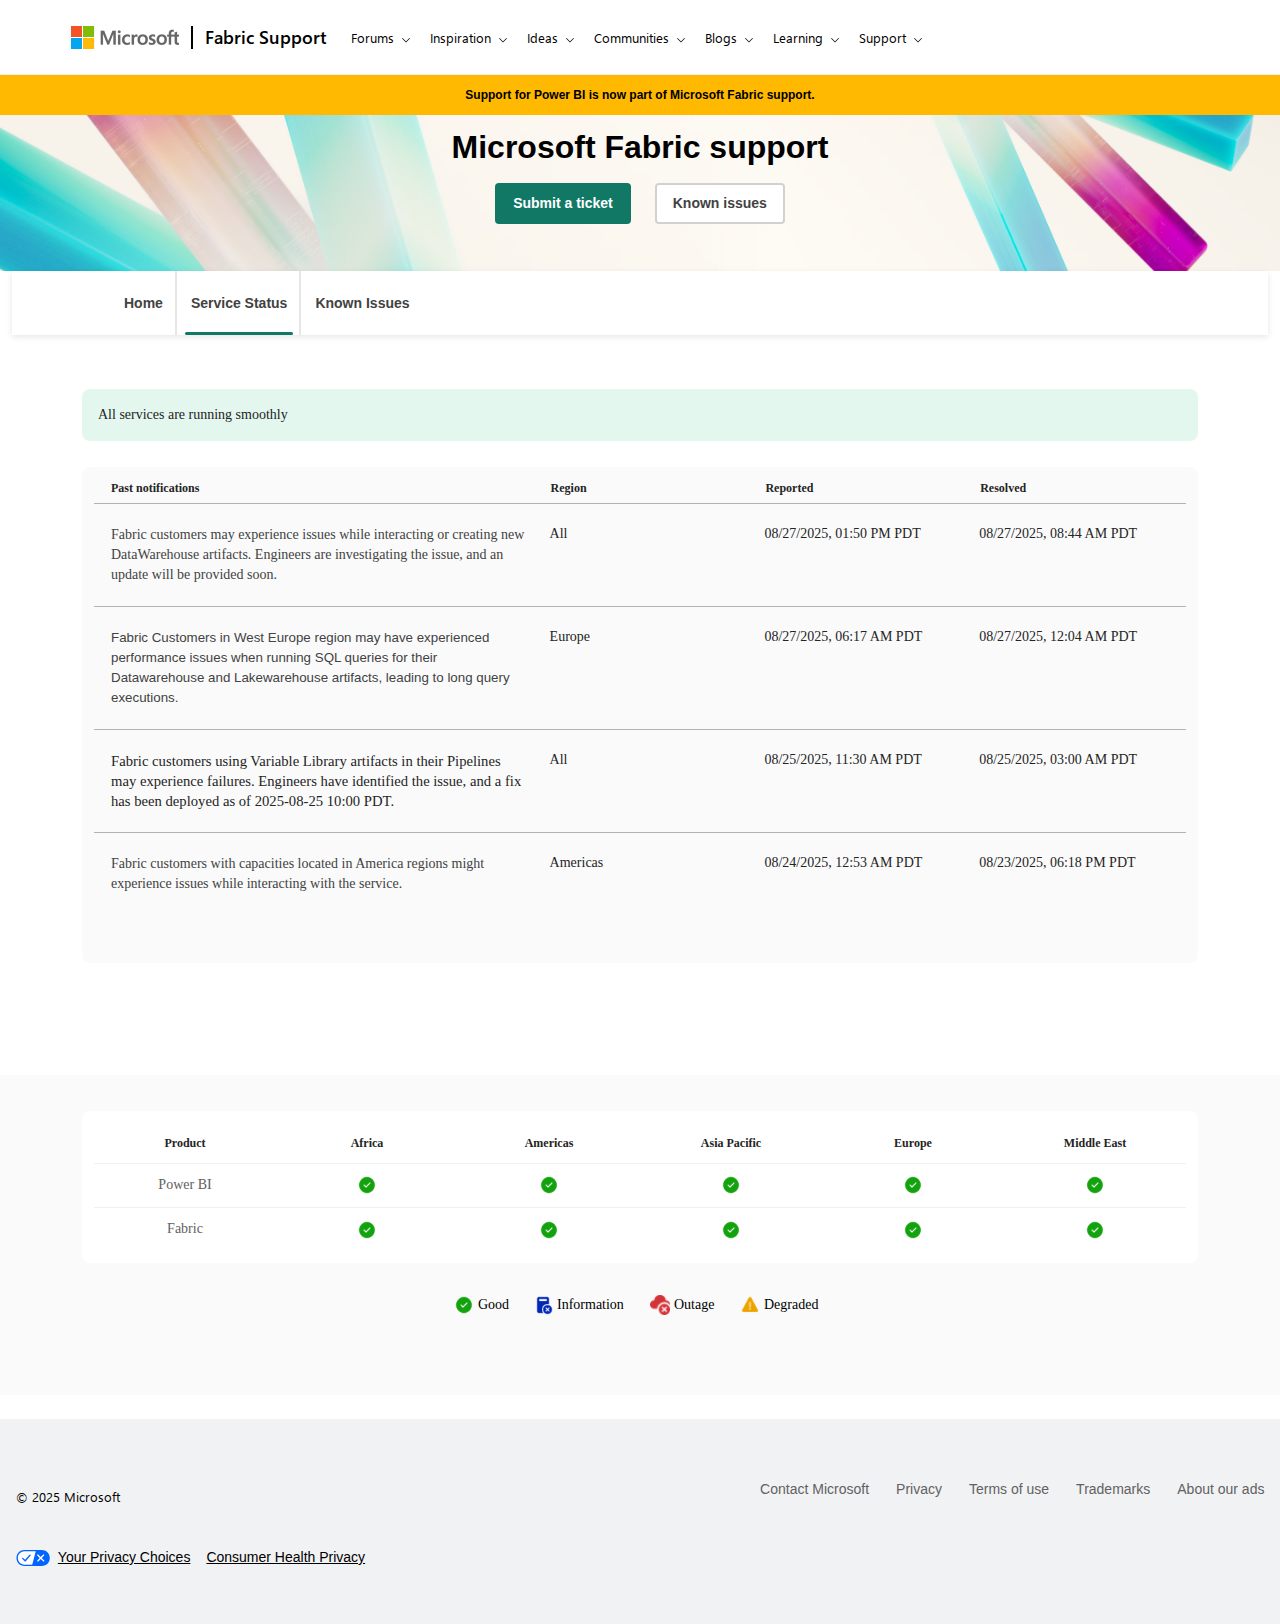 Microsoft | Fabric Support Forums Inspiration Ideas Communities Blogs Learning Support
Support for Power BI is now part of Microsoft Fabric support.
Microsoft Fabric support
Submit a ticket Known issues
Home Service Status Known Issues
All services are running smoothly
Past notifications Region Reported Resolved
Fabric customers may experience issues while interacting or creating new All 08/27/2025, 01:50 PM PDT 08/27/2025, 08:44 AM PDT
DataWarehouse artifacts. Engineers are investigating the issue, and an
update will be provided soon.
Fabric Customers in West Europe region may have experienced Europe 08/27/2025, 06:17 AM PDT 08/27/2025, 12:04 AM PDT
performance issues when running SQL queries for their
Datawarehouse and Lakewarehouse artifacts, leading to long query
executions.
Fabric customers using Variable Library artifacts in their Pipelines All 08/25/2025, 11:30 AM PDT 08/25/2025, 03:00 AM PDT
may experience failures. Engineers have identified the issue, and a fix
has been deployed as of 2025-08-25 10:00 PDT.
Fabric customers with capacities located in America regions might Americas 08/24/2025, 12:53 AM PDT 08/23/2025, 06:18 PM PDT
experience issues while interacting with the service.
Product Africa Americas Asia Pacific Europe Middle East
Power BI
Fabric
Good Information Outage Degraded
Contact Microsoft Privacy Terms of use Trademarks About our ads
© 2025 Microsoft
Your Privacy Choices Consumer Health Privacy